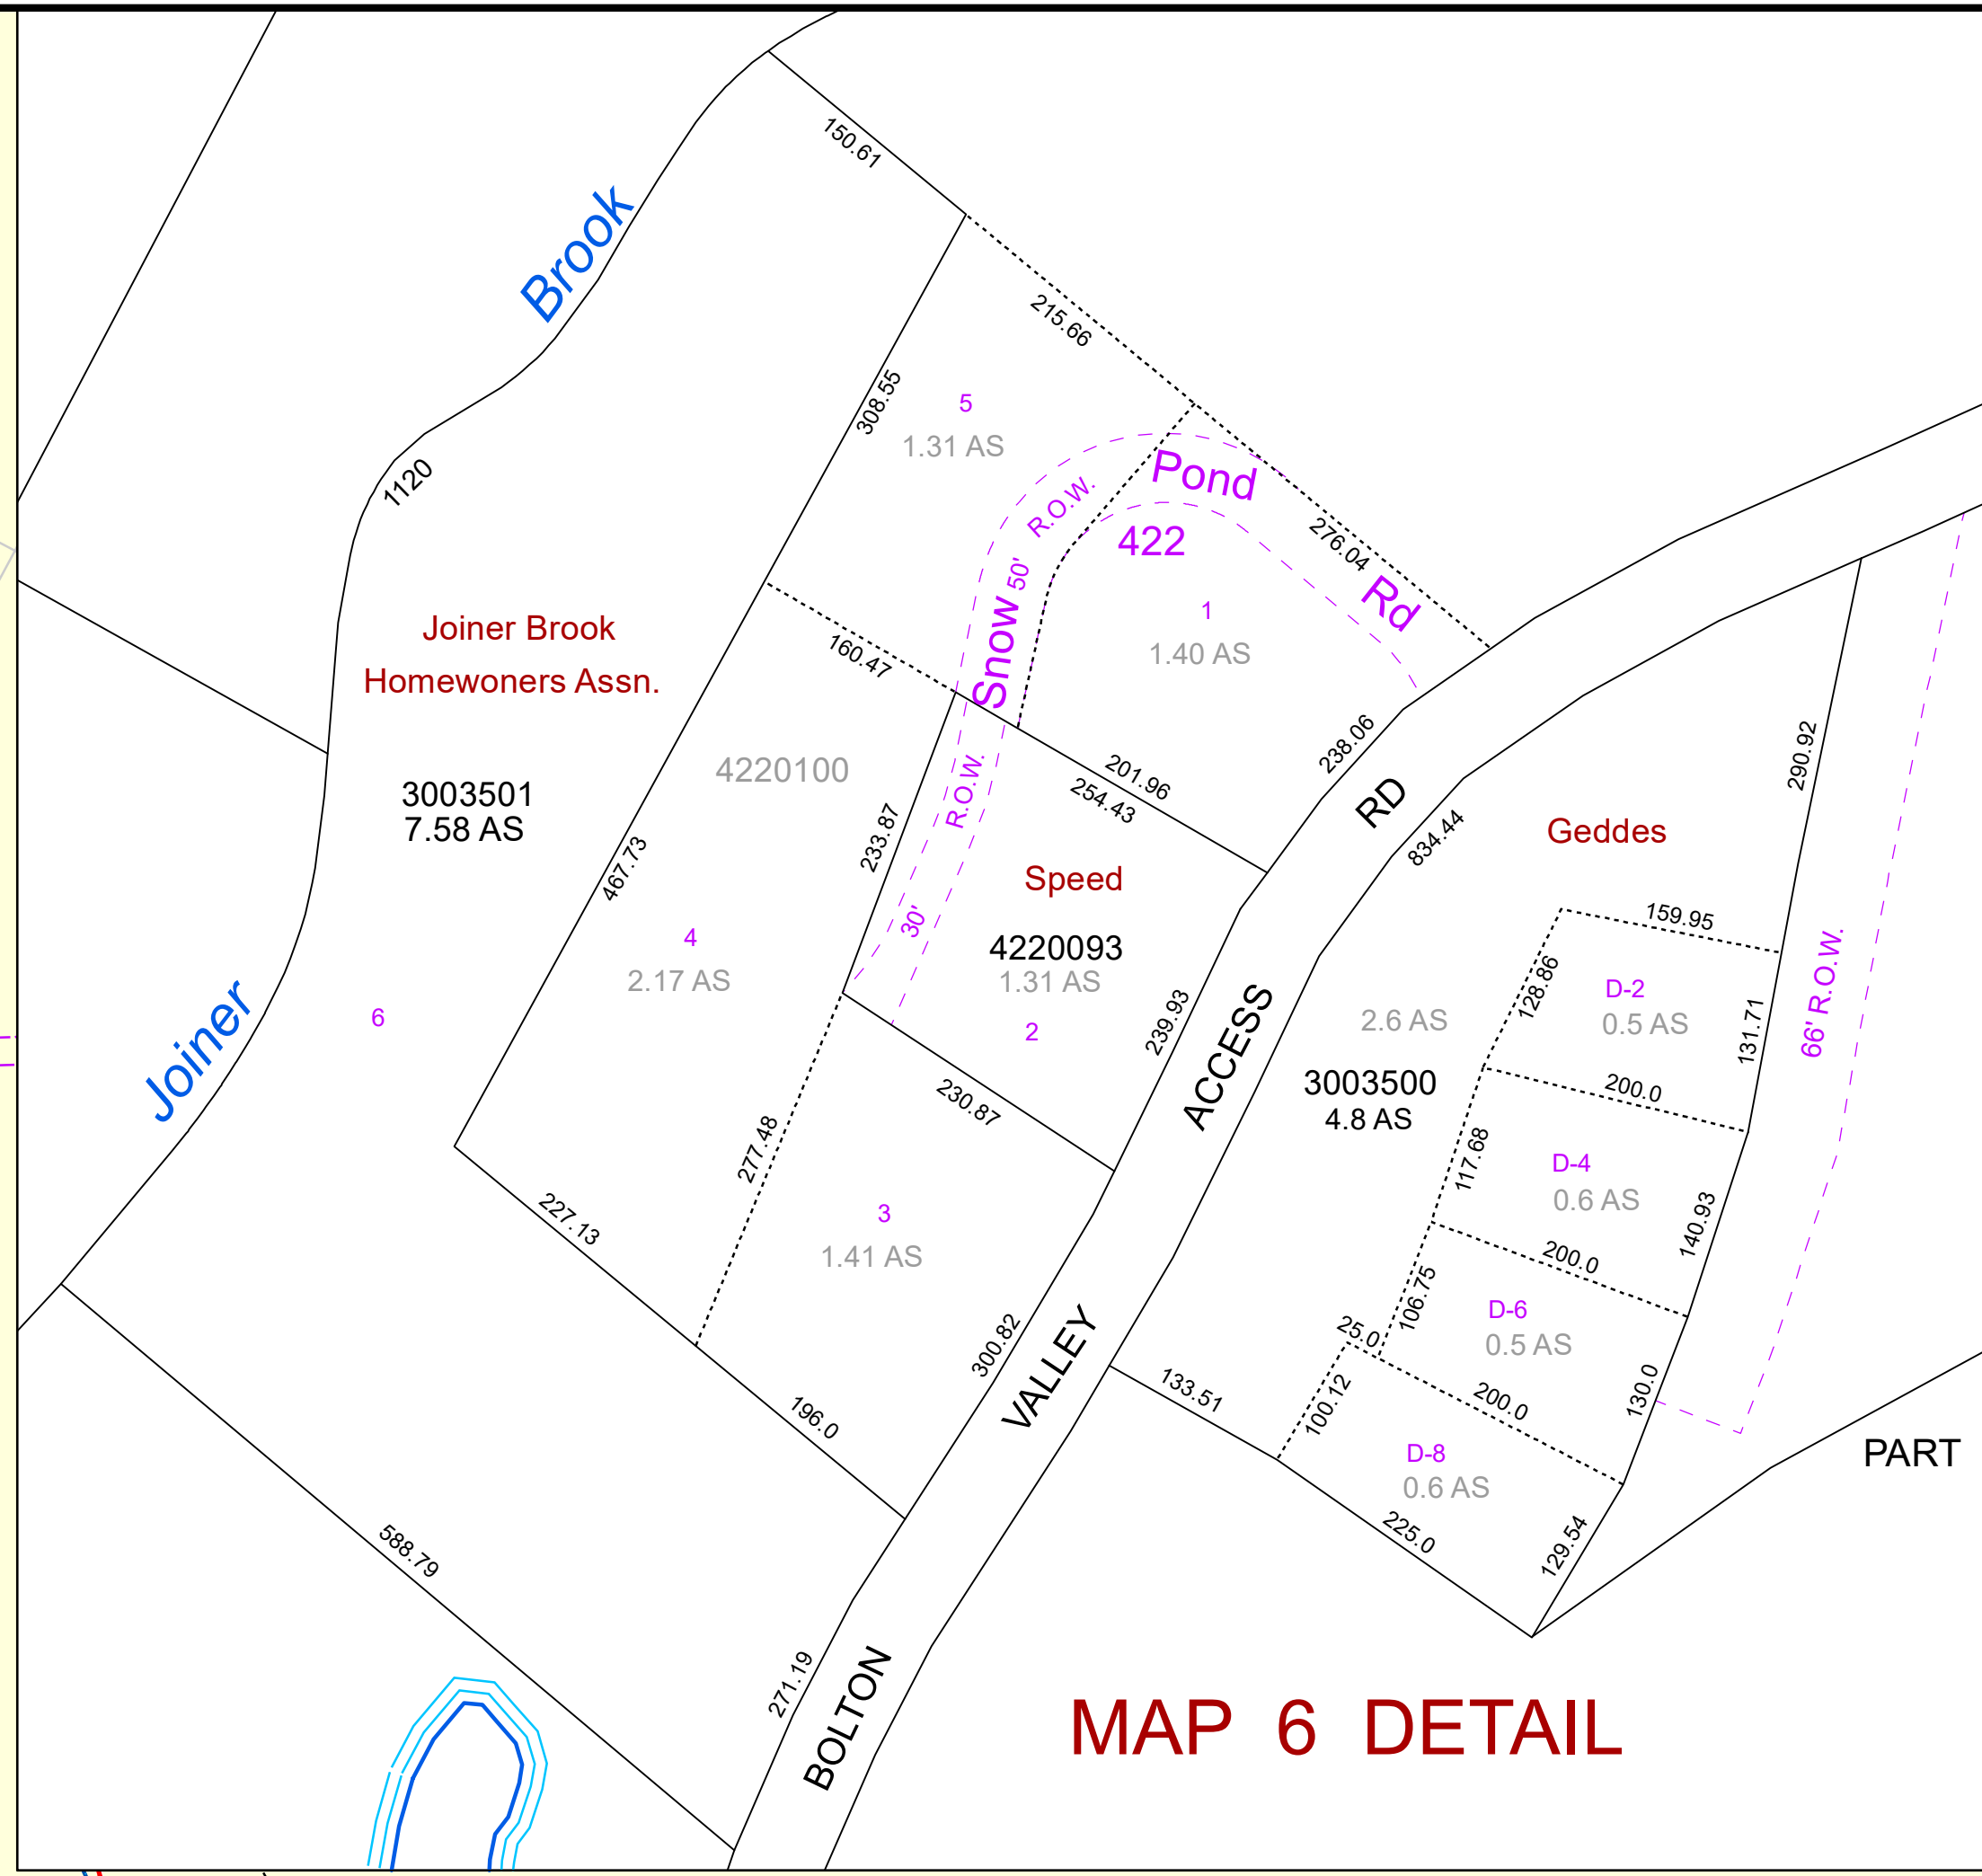 150.61
Brook
215.66
308.55
5
1.31 AS
1120
R.O.W.
Pond
422
276.04
Rd
50'
Snow
1
1.40 AS
Joiner Brook
Homewoners Assn.
160.47
3003501
7.58 AS
4220100
201.96
254.43
238.06
RD
834.44
290.92
Geddes
467.73
233.87
R.O.W.
30'
Speed
4220093
1.31 AS
2
159.95
128.86
D-2
0.5 AS
131.71
66' R.O.W.
4
2.17 AS
6
Joiner
239.93
ACCESS
2.6 AS
3003500
4.8 AS
200.0
230.87
277.48
117.68
D-4
0.6 AS
140.93
227.13
3
1.41 AS
200.0
106.75
D-6
0.5 AS
25.0
300.82
VALLEY
133.51
100.12
200.0
130.0
196.0
D-8
0.6 AS
PART
225.0
129.54
588.79
271.19
BOLTON
MAP 6 DETAIL